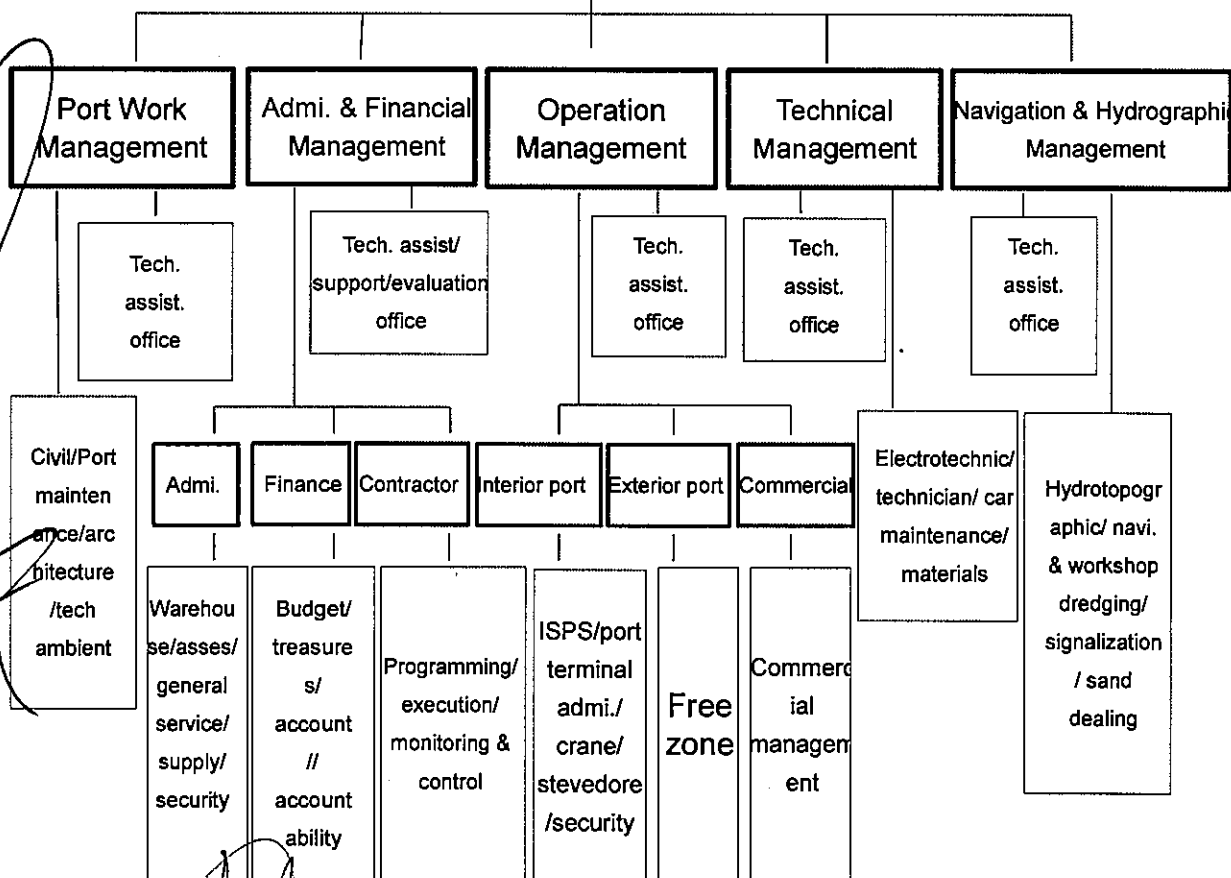 Port Work
Management
Admi. & Financial
Management
Operation
Management
Technical
Management
Navigation & Hydrographi
Management
Tech.
assist.
office
Tech. assist/
support/evaluation
office
Tech.
assist.
office
Tech.
assist.
office
Tech.
assist.
office
Civil/Port
mainten
ance/arc
hitecture
/tech
ambient
Admi.
Finance
Contractor
Interior port
Exterior port
Commercial
Electrotechnic/
technician/ car
maintenance/
materials
Hydrotopogr
aphic/ navi.
& workshop
dredging/
signalization
/ sand
dealing
Warehou
se/asses/
general
service/
supply/
security
Budget/
treasure
s/
account
//
account
ability
Programming/
execution/
monitoring &
control
ISPS/port
terminal
admi./
crane/
stevedore
/security
Free
zone
Commerc
ial
managem
ent